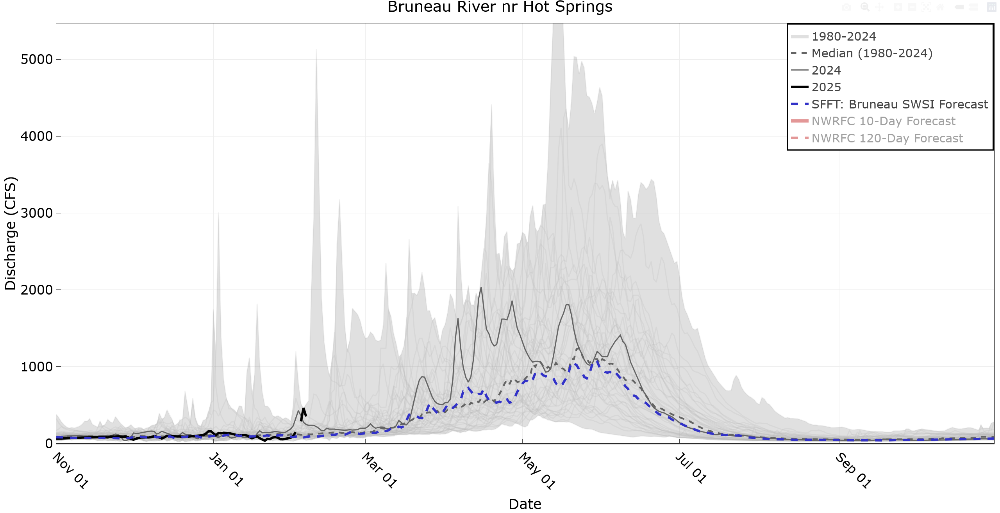 Bruneau River nr Hot Springs
1980-2024
Median (1980-2024)
2024
2025
SFFT: Bruneau SWSI Forecast
NWRFC 10-Day Forecast
NWRFC 120-Day Forecast
Discharge (CFS)
5000
4000
3000
2000
1000
0
Nov 01
Jan 01
Mar 01
May 01
Jul 01
Sep 01
Date